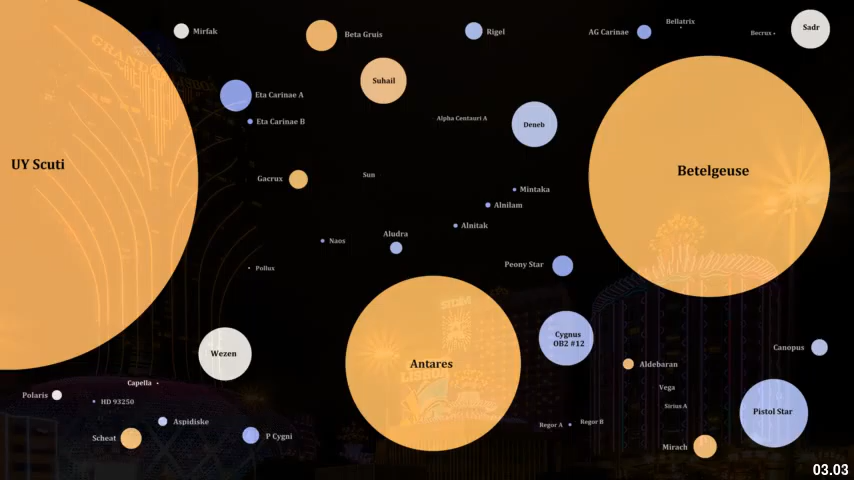 Mirfak
Beta Gruis
Rigel
AG Carinae
Bellatrix
Becrux
Sadr
GRAND
Suhail
Eta Carinae A
Eta Carinae B
Alpha Centauri A
Deneb
UY Scuti
Betelgeuse
Gacrux
Sun
Mintaka
Alnilam
Alnitak
Aludra
Naos
Pollux
Peony Star
Cygnus
OB2 #12
Canopus
Wezen
Antares
Aldebaran
Capella
Polaris
HD 93250
Vega
Sirius A
Pistol Star
Aspidiske
Regor A
Regor B
Scheat
P Cygni
Mirach
03.03